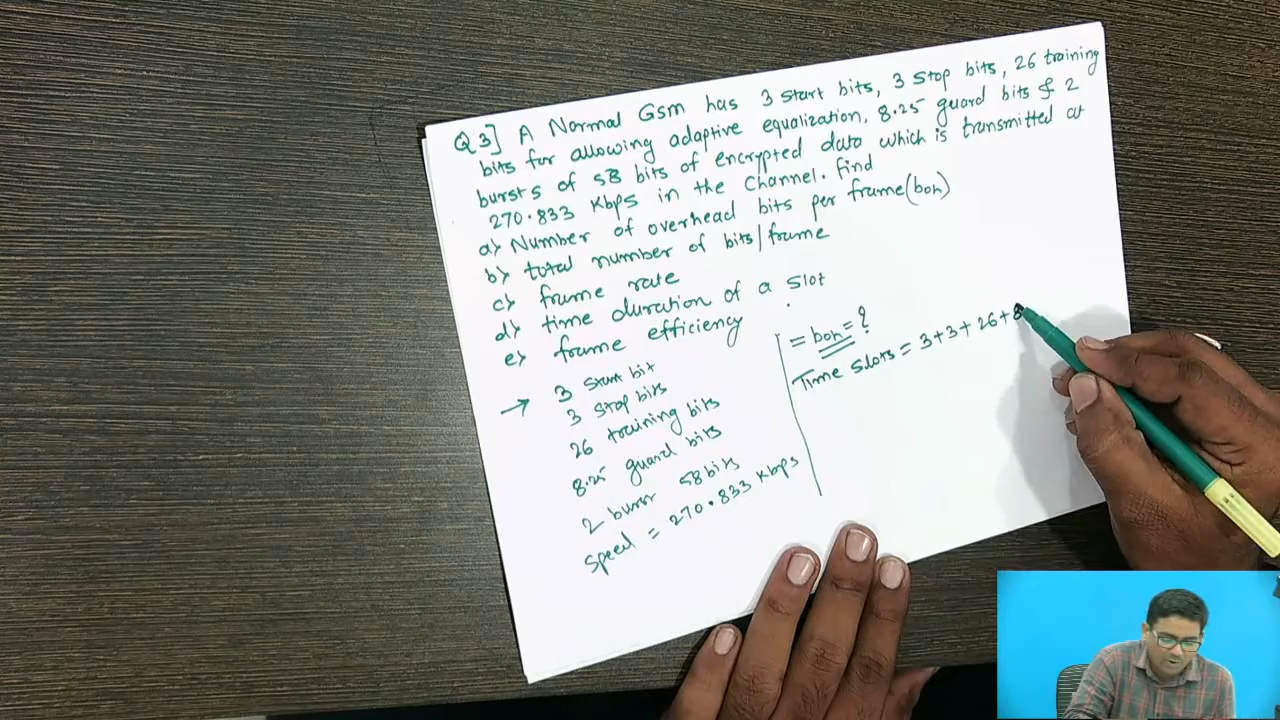 Q3] A Normal Gsm has 3 start bits, 3 stop bits, 26 training
bits for allowing adaptive equalization, 8.25 guard bits & 2
bursts of 58 bits of encrypted data which is transmitted at
270.833 Kbps in the channel. find
a) Number of overhead bits per frame(boh)
b) total number of bits/frame
c) frame rate
d) time duration of a slot
e) frame efficiency
→ 3 start bit
3 stop bits
26 training bits
8.25 guard bits
2 burst 58 bits
speed = 270.833 Kbps
= boh = ?
Time slots = 3+3+26+8